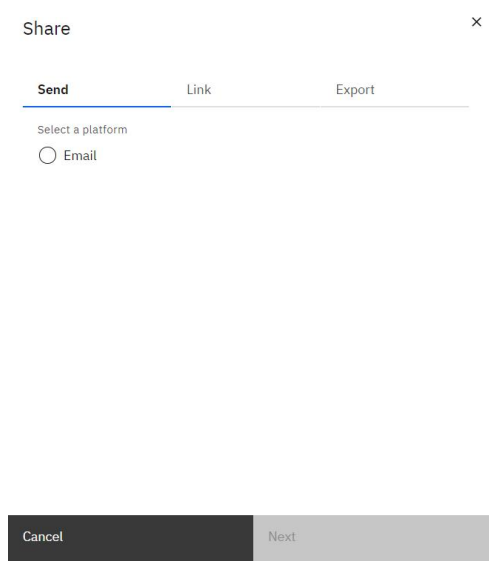 Share
Send Link Export
Select a platform
Email
Cancel Next